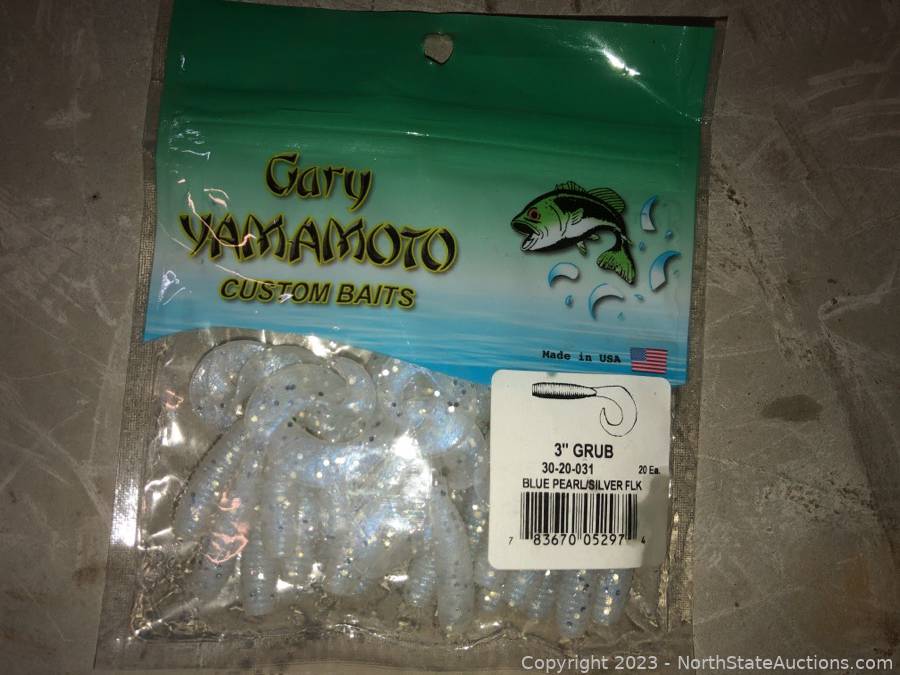 Gary
YAMAMOTO
CUSTOM BAITS
Made in USA
3" GRUB
30-20-031 20 Ea.
BLUE PEARL/SILVER FLK
7 83670 05297 4
Copyright © 2023 - NorthStateAuctions.com